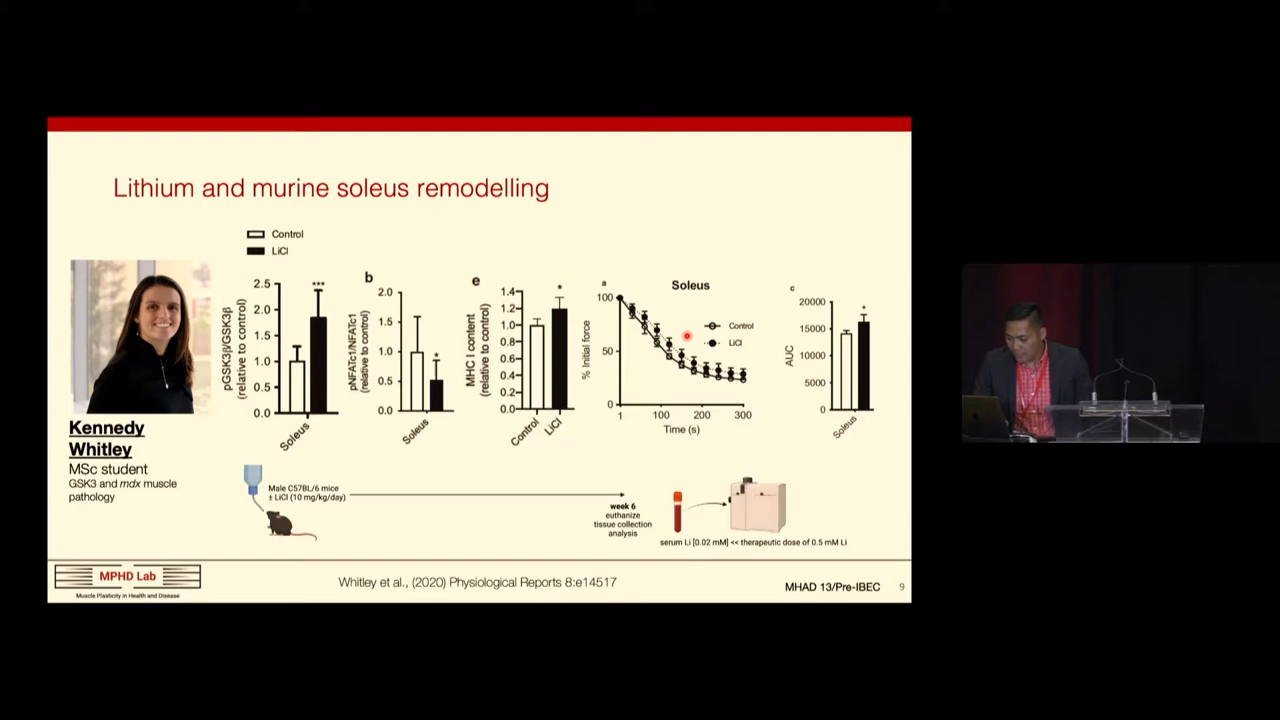 Lithium and murine soleus remodelling
Control
LiCl
Kennedy
Whitley
MSc student
GSK3 and mdx muscle
pathology
pGSK3β/GSK3β
(relative to control)
2.5
2.0
1.5
1.0
0.5
0.0
***
Soleus
b
pNFATc1/NFATc1
(relative to control)
2.0
1.5
1.0
0.5
0.0
*
Soleus
e
MHC I content
(relative to control)
1.4
1.2
1.0
0.8
0.6
0.4
0.2
0.0
*
Control
LiCl
a
Soleus
% Initial force
100
50
0
1
100
200
300
Time (s)
Control
LiCl
c
AUC
20000
15000
10000
5000
0
*
Soleus
Male C57BL/6 mice
± LiCl (10 mg/kg/day)
week 6
euthanize
tissue collection
analysis
serum Li [0.02 mM] << therapeutic dose of 0.5 mM Li
MPHD Lab
Muscle Plasticity in Health and Disease
Whitley et al., (2020) Physiological Reports 8:e14517
MHAD 13/Pre-IBEC
9